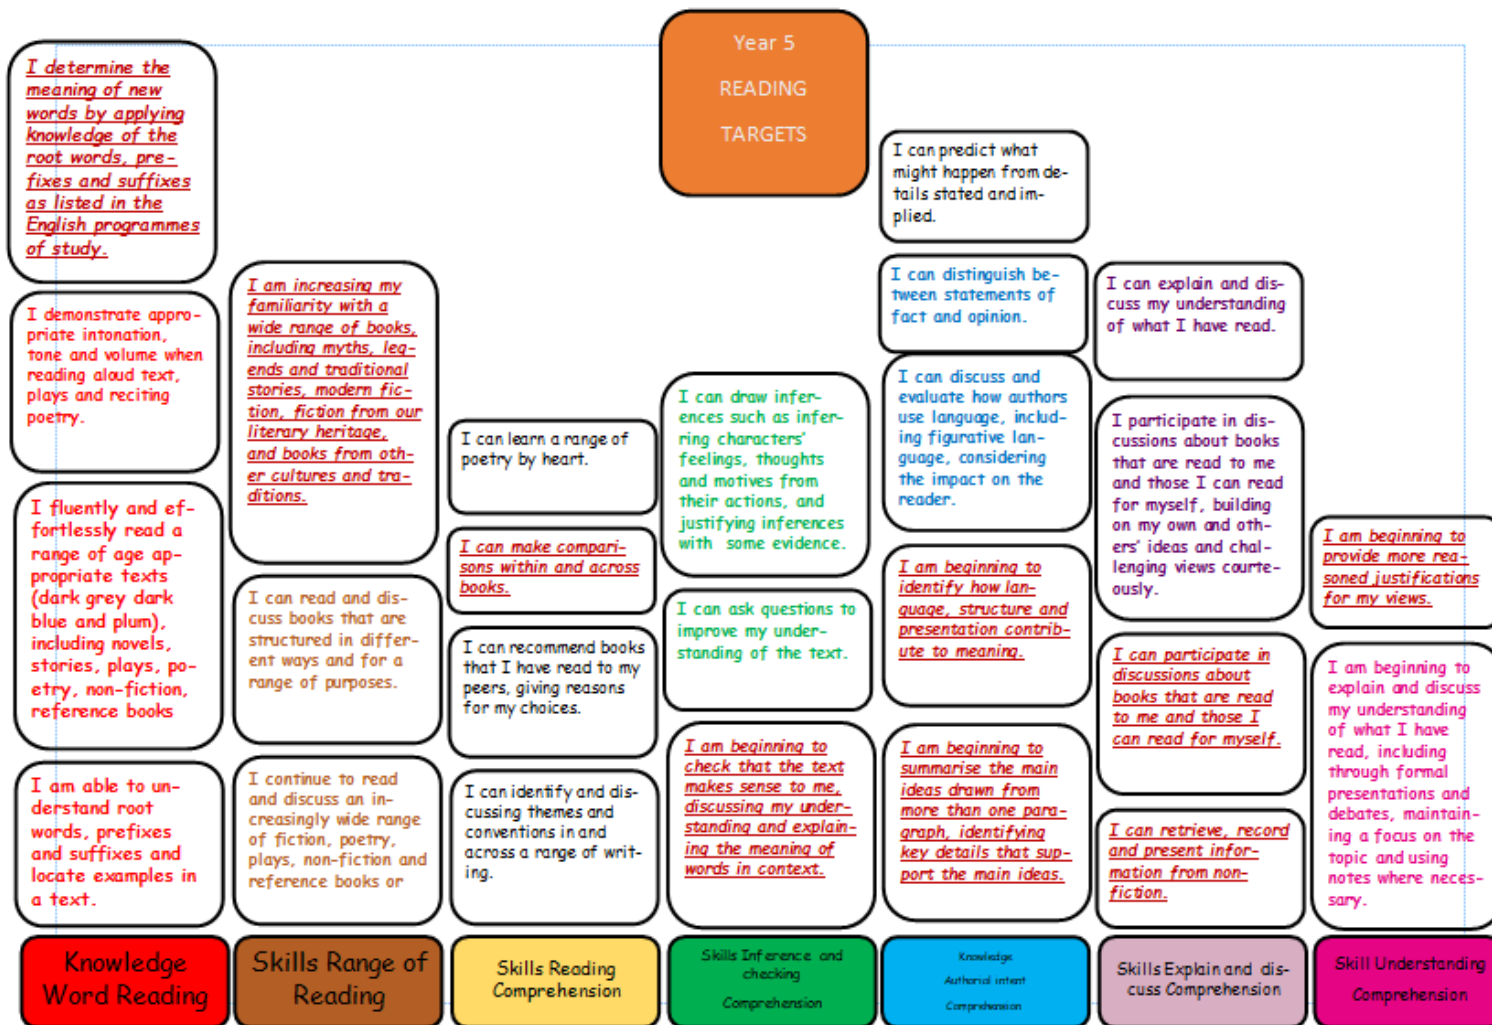 Year 5
READING
TARGETS
I determine the
meaning of new
words by applying
knowledge of the
root words, pre-
fixes and suffixes
as listed in the
English programmes
of study.
I demonstrate appro-
priate intonation,
tone and volume when
reading aloud text,
plays and reciting
poetry.
I fluently and ef-
fortlessly read a
range of age ap-
propriate texts
(dark grey dark
blue and plum),
including novels,
stories, plays, po-
etry, non-fiction,
reference books
I am able to un-
derstand root
words, prefixes
and suffixes and
locate examples in
a text.
Knowledge
Word Reading
I am increasing my
familiarity with a
wide range of books,
including myths, leg-
ends and traditional
stories, modern fic-
tion, fiction from our
literary heritage,
and books from oth-
er cultures and tra-
ditions.
I can read and dis-
cuss books that are
structured in differ-
ent ways and for a
range of purposes.
I continue to read
and discuss an in-
creasingly wide range
of fiction, poetry,
plays, non-fiction and
reference books or
Skills Range of
Reading
I can learn a range of
poetry by heart.
I can make compari-
sons within and across
books.
I can recommend books
that I have read to my
peers, giving reasons
for my choices.
I can identify and dis-
cussing themes and
conventions in and
across a range of writ-
ing.
Skills Reading
Comprehension
I can draw infer-
ences such as infer-
ring characters'
feelings, thoughts
and motives from
their actions, and
justifying inferences
with some evidence.
I can ask questions to
improve my under-
standing of the text.
I am beginning to
check that the text
makes sense to me,
discussing my under-
standing and explain-
ing the meaning of
words in context.
Skills Inference and
checking
Comprehension
I can predict what
might happen from de-
tails stated and im-
plied.
I can distinguish be-
tween statements of
fact and opinion.
I can discuss and
evaluate how authors
use language, includ-
ing figurative lan-
guage, considering
the impact on the
reader.
I am beginning to
identify how lan-
guage, structure and
presentation contrib-
ute to meaning.
I am beginning to
summarise the main
ideas drawn from
more than one para-
graph, identifying
key details that sup-
port the main ideas.
Knowledge
Authorial intent
Comprehension
I can explain and dis-
cuss my understanding
of what I have read.
I participate in dis-
cussions about books
that are read to me
and those I can read
for myself, building
on my own and oth-
ers' ideas and chal-
lenging views courte-
ously.
I can participate in
discussions about
books that are read
to me and those I
can read for myself.
I can retrieve, record
and present infor-
mation from non-
fiction.
Skills Explain and dis-
cuss Comprehension
I am beginning to
provide more rea-
soned justifications
for my views.
I am beginning to
explain and discuss
my understanding
of what I have
read, including
through formal
presentations and
debates, maintain-
ing a focus on the
topic and using
notes where neces-
sary.
Skill Understanding
Comprehension